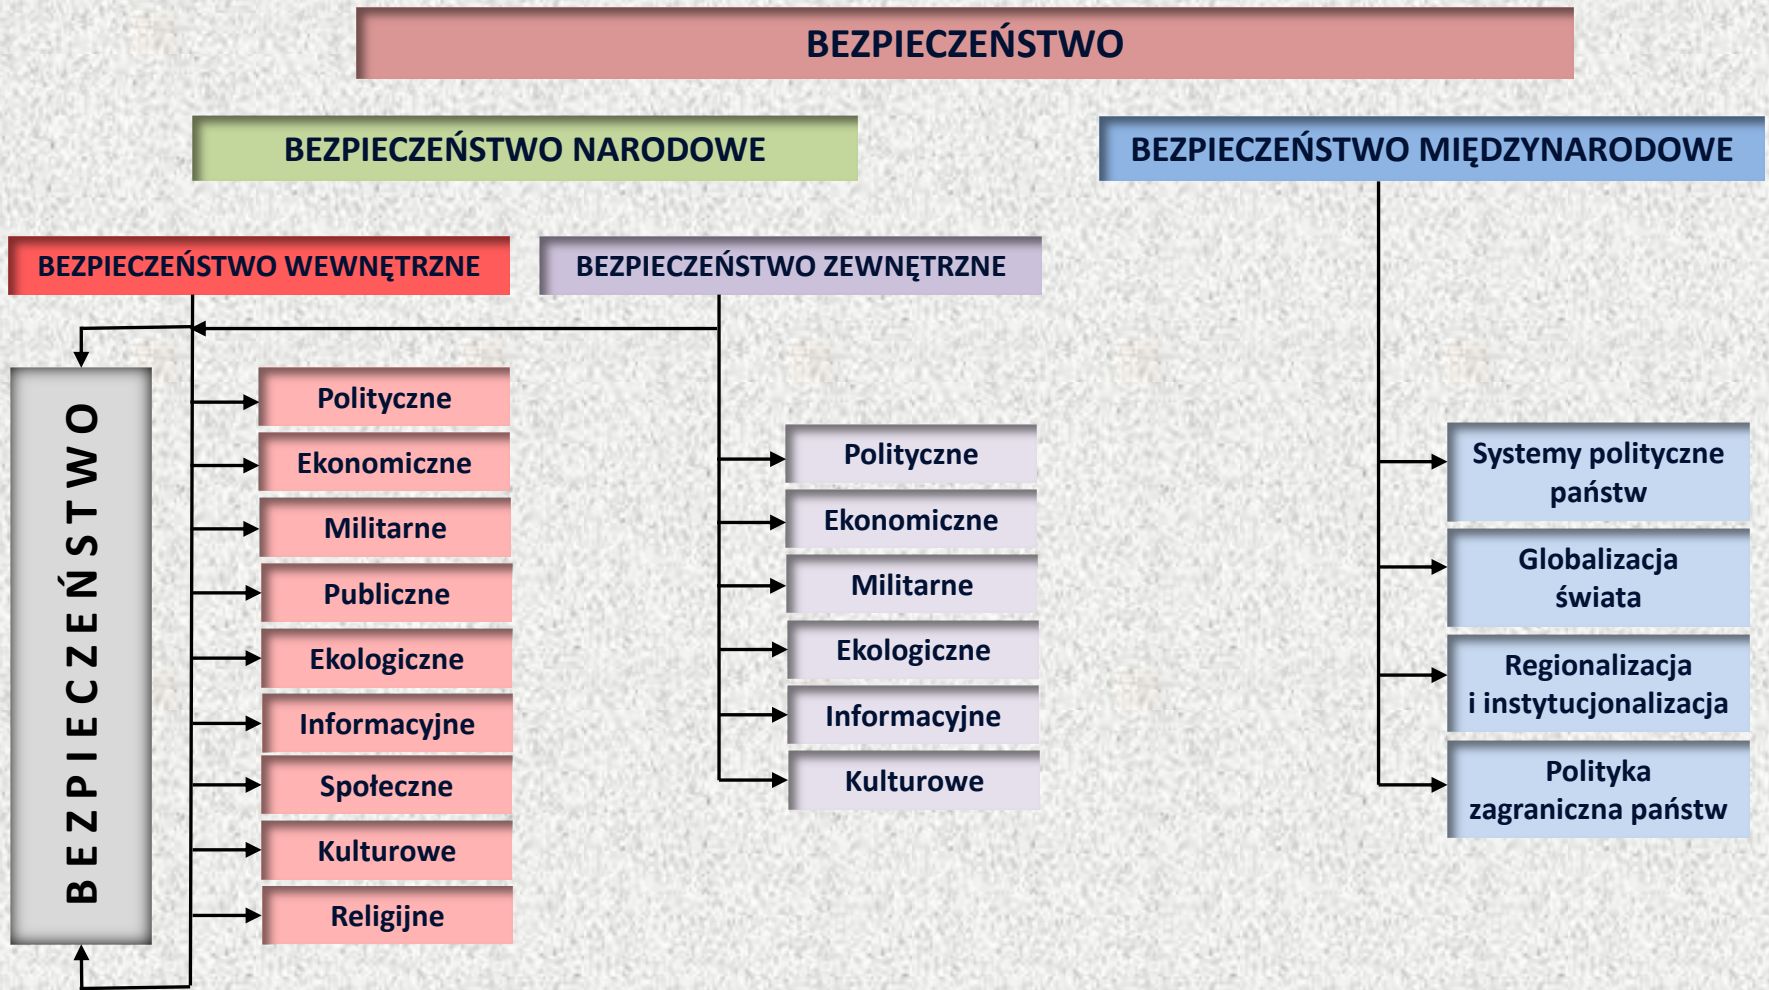 BEZPIECZEŃSTWO
BEZPIECZEŃSTWO NARODOWE
BEZPIECZEŃSTWO MIĘDZYNARODOWE
BEZPIECZEŃSTWO WEWNĘTRZNE
BEZPIECZEŃSTWO ZEWNĘTRZNE
BEZPIECZEŃSTWO
Polityczne
Ekonomiczne
Militarne
Publiczne
Ekologiczne
Informacyjne
Społeczne
Kulturowe
Religijne
Polityczne
Ekonomiczne
Militarne
Ekologiczne
Informacyjne
Kulturowe
Systemy polityczne
państw
Globalizacja
świata
Regionalizacja
i instytucjonalizacja
Polityka
zagraniczna państw